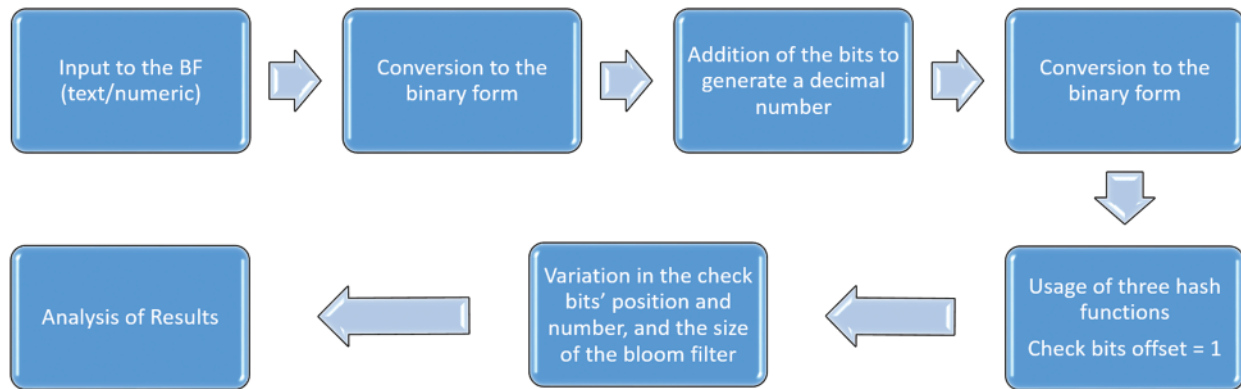 Input to the BF
(text/numeric)
Conversion to the
binary form
Addition of the bits to
generate a decimal
number
Conversion to the
binary form
Usage of three hash
functions
Check bits offset = 1
Variation in the check
bits’ position and
number, and the size
of the bloom filter
Analysis of Results